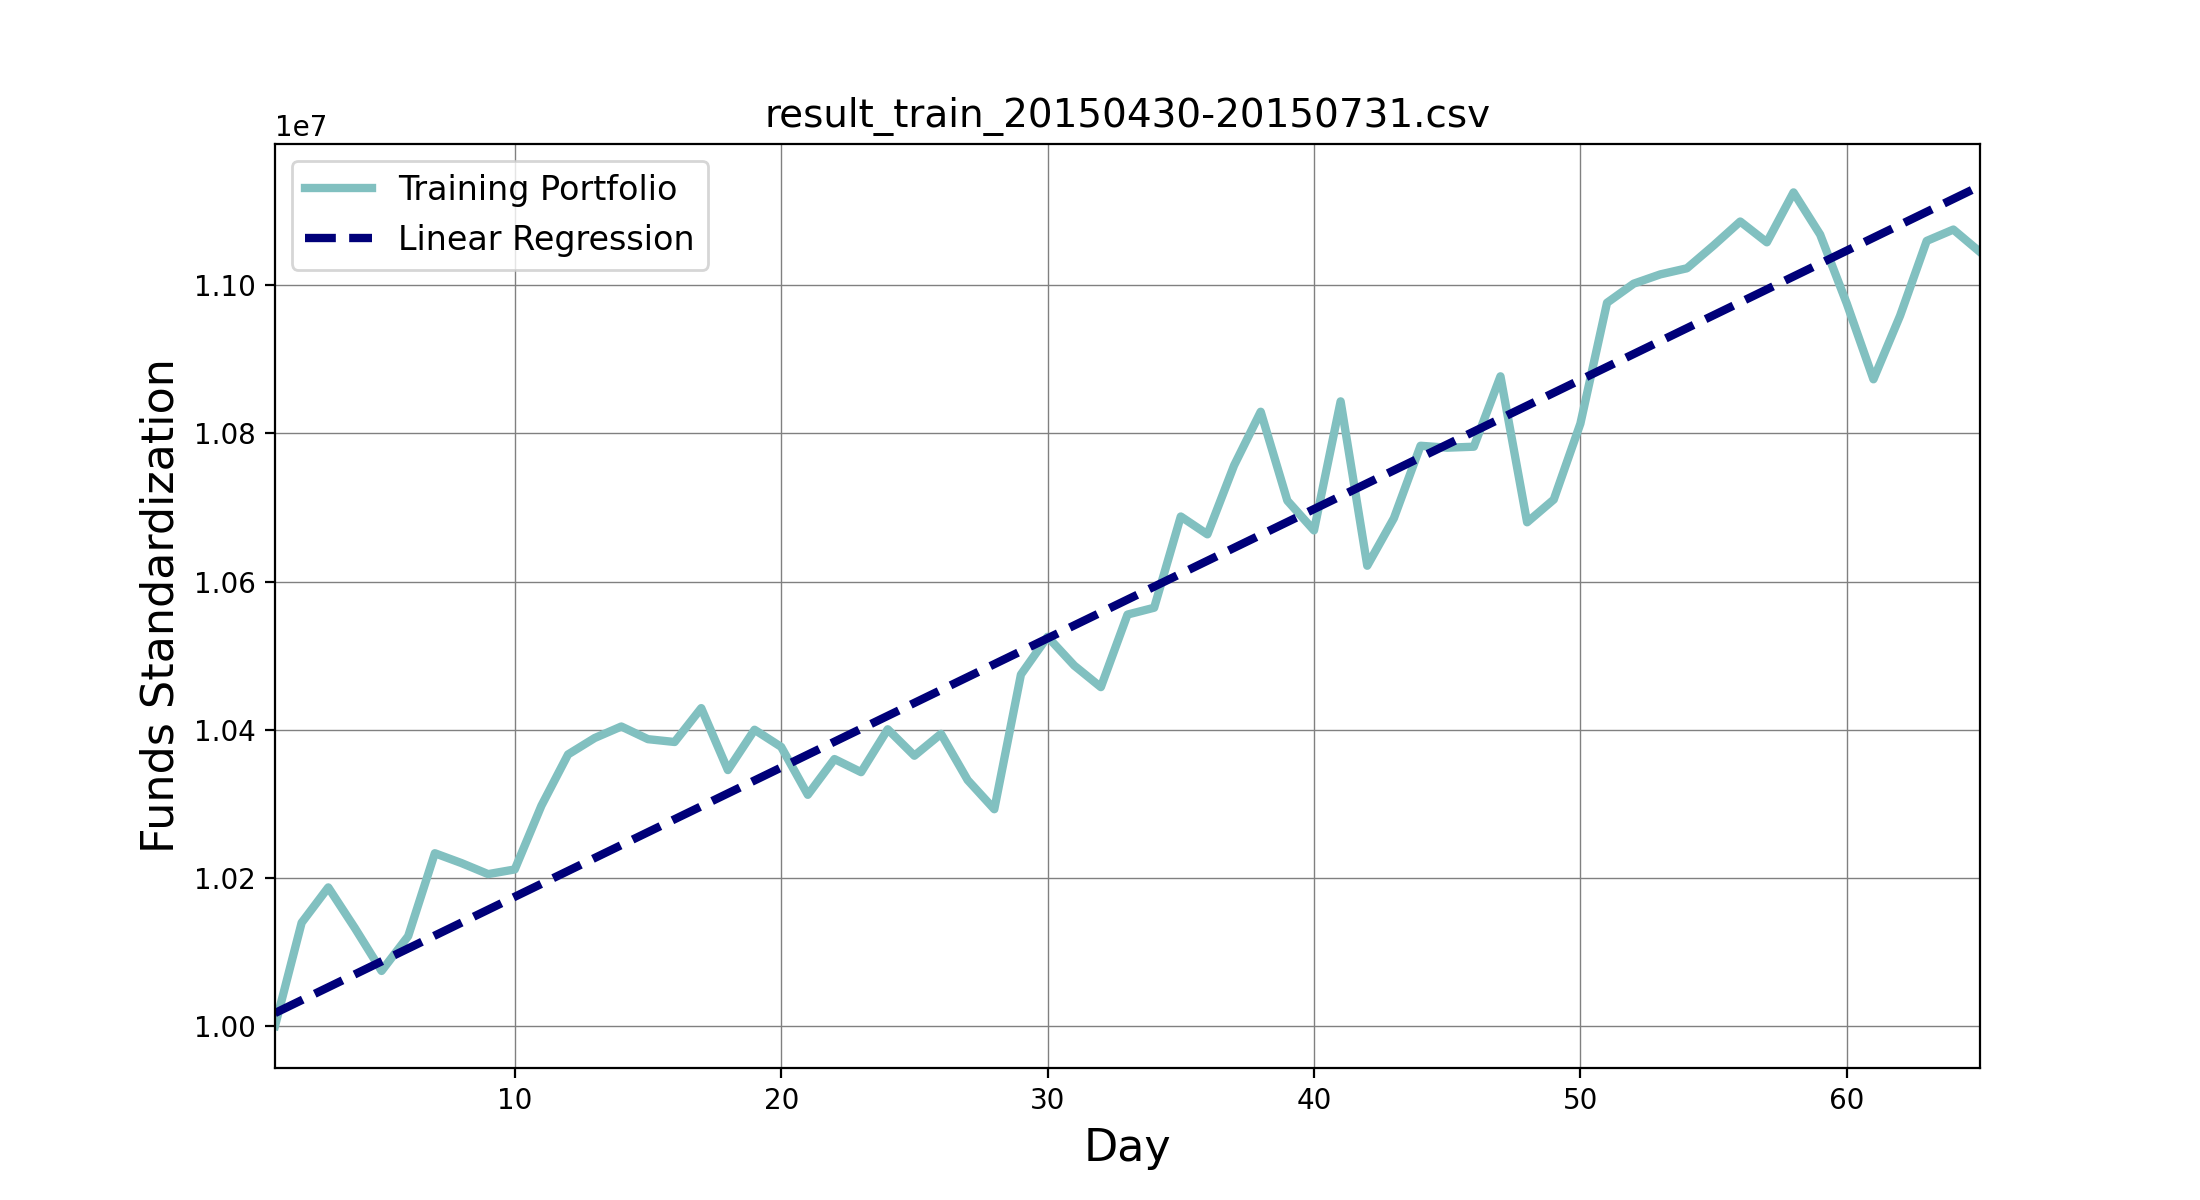 result_train_20150430-20150731.csv
1e7
Training Portfolio
Linear Regression
1.10
1.08
1.06
1.04
1.02
1.00
Funds Standardization
10 20 30 40 50 60
Day